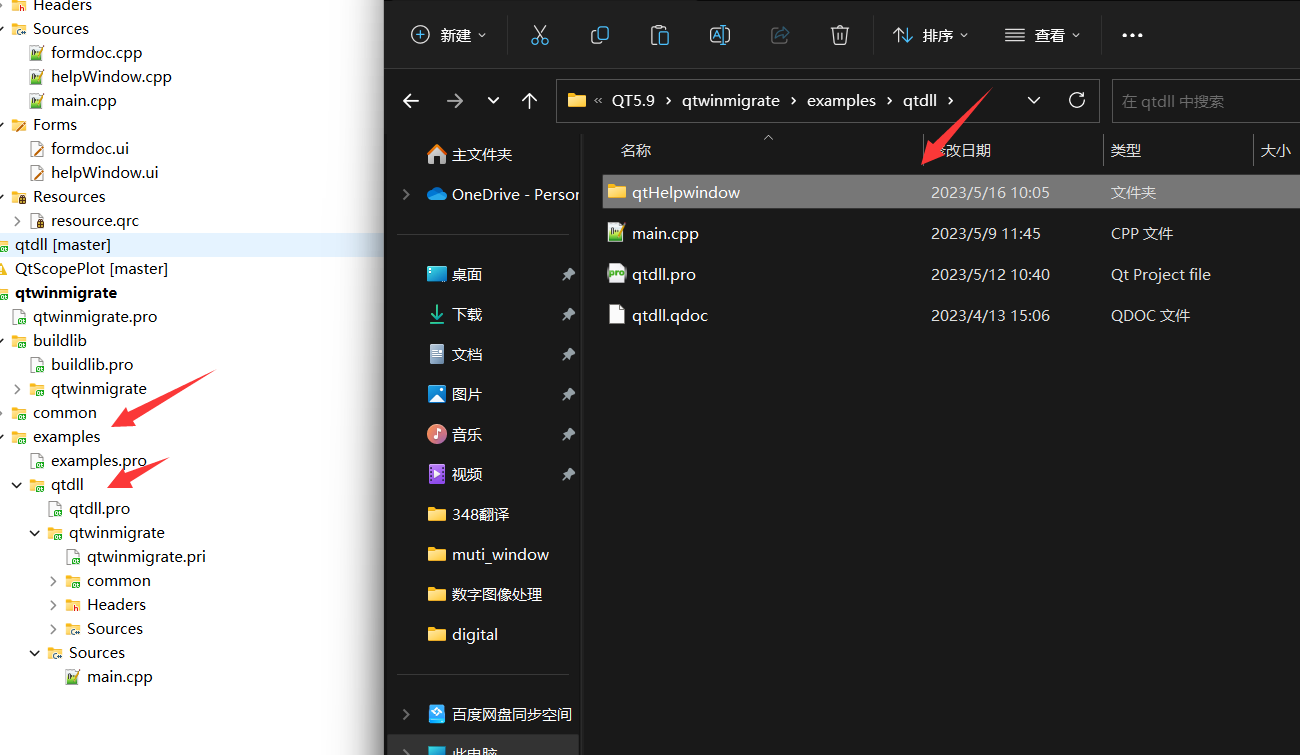 Headers
Sources
formdoc.cpp
helpWindow.cpp
main.cpp
Forms
formdoc.ui
helpWindow.ui
Resources
resource.qrc
qtdll [master]
QtScopePlot [master]
qtwinmigrate
qtwinmigrate.pro
buildlib
buildlib.pro
qtwinmigrate
common
examples
examples.pro
qtdll
qtdll.pro
qtwinmigrate
qtwinmigrate.pri
common
Headers
Sources
Sources
main.cpp
新建 排序 查看
« QT5.9 › qtwinmigrate › examples › qtdll › 在 qtdll 中搜索
主文件夹
OneDrive - Person
桌面
下载
文档
图片
音乐
视频
348翻译
muti_window
数字图像处理
digital
百度网盘同步空间
此电脑
名称 修改日期 类型 大小
qtHelpwindow 2023/5/16 10:05 文件夹
main.cpp 2023/5/9 11:45 CPP 文件
qtdll.pro 2023/5/12 10:40 Qt Project file
qtdll.qdoc 2023/4/13 15:06 QDOC 文件